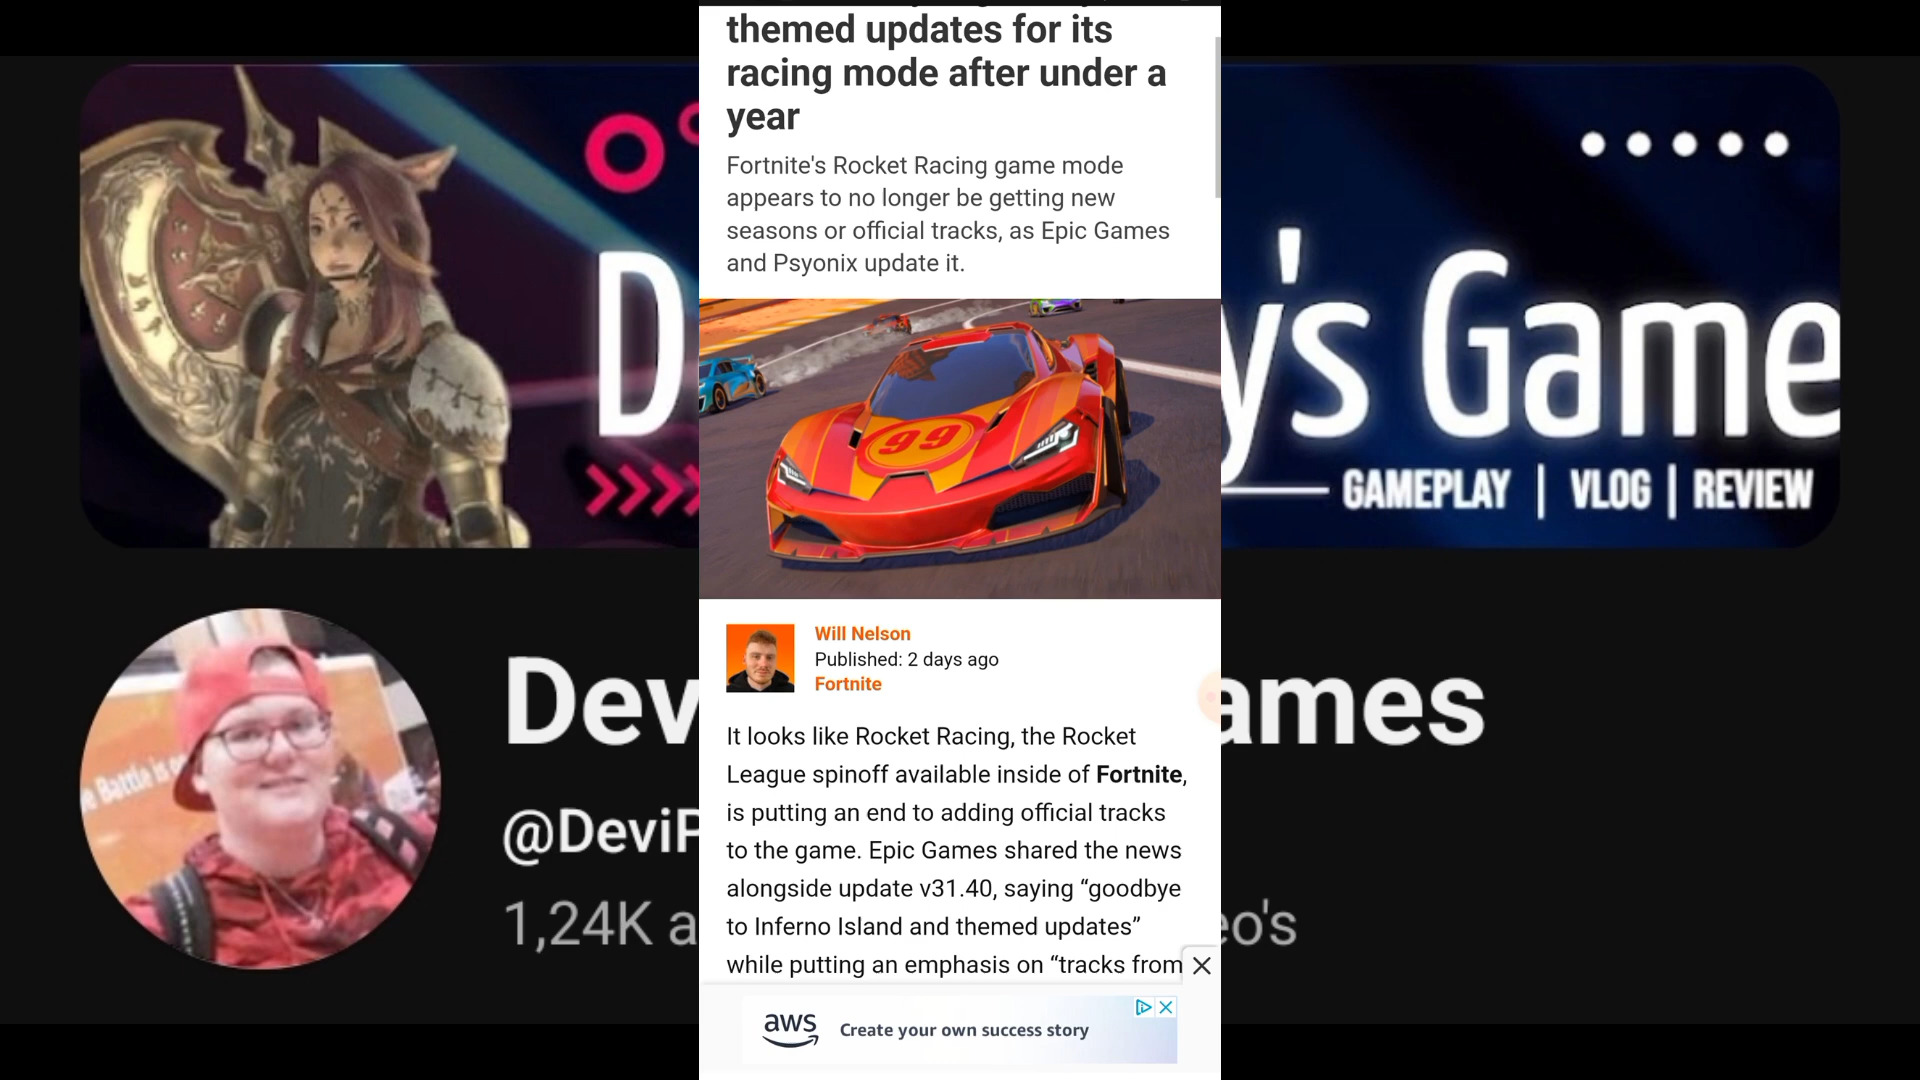 themed updates for its
racing mode after under a
year
Fortnite's Rocket Racing game mode
appears to no longer be getting new
seasons or official tracks, as Epic Games
and Psyonix update it.
D
y's Game
GAMEPLAY | VLOG | REVIEW
99
Will Nelson
Published: 2 days ago
Fortnite
It looks like Rocket Racing, the Rocket
League spinoff available inside of Fortnite,
is putting an end to adding official tracks
to the game. Epic Games shared the news
alongside update v31.40, saying “goodbye
to Inferno Island and themed updates”
while putting an emphasis on “tracks from
aws
Create your own success story
Dev
ames
@DeviP
1,24K a
eo's
e Battle is